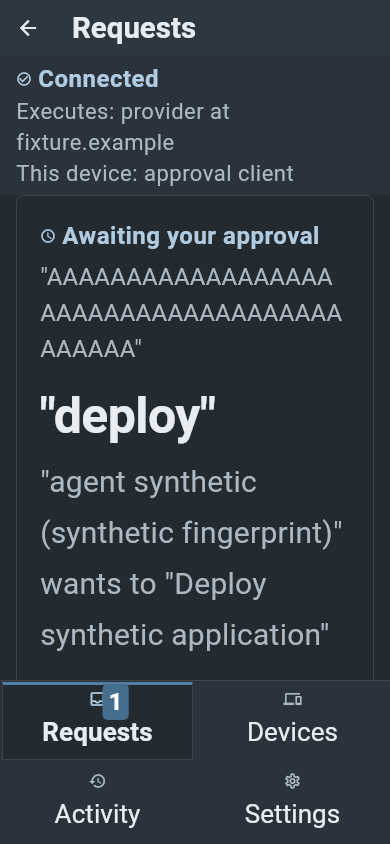 Requests
Connected
Executes: provider at
fixture.example
This device: approval client
Awaiting your approval
"AAAAAAAAAAAAAAAAAA
AAAAAAAAAAAAAAAAAAA
AAAAAA"
"deploy"
"agent synthetic
(synthetic fingerprint)"
wants to "Deploy
synthetic application"
1
Requests
Devices
Activity
Settings